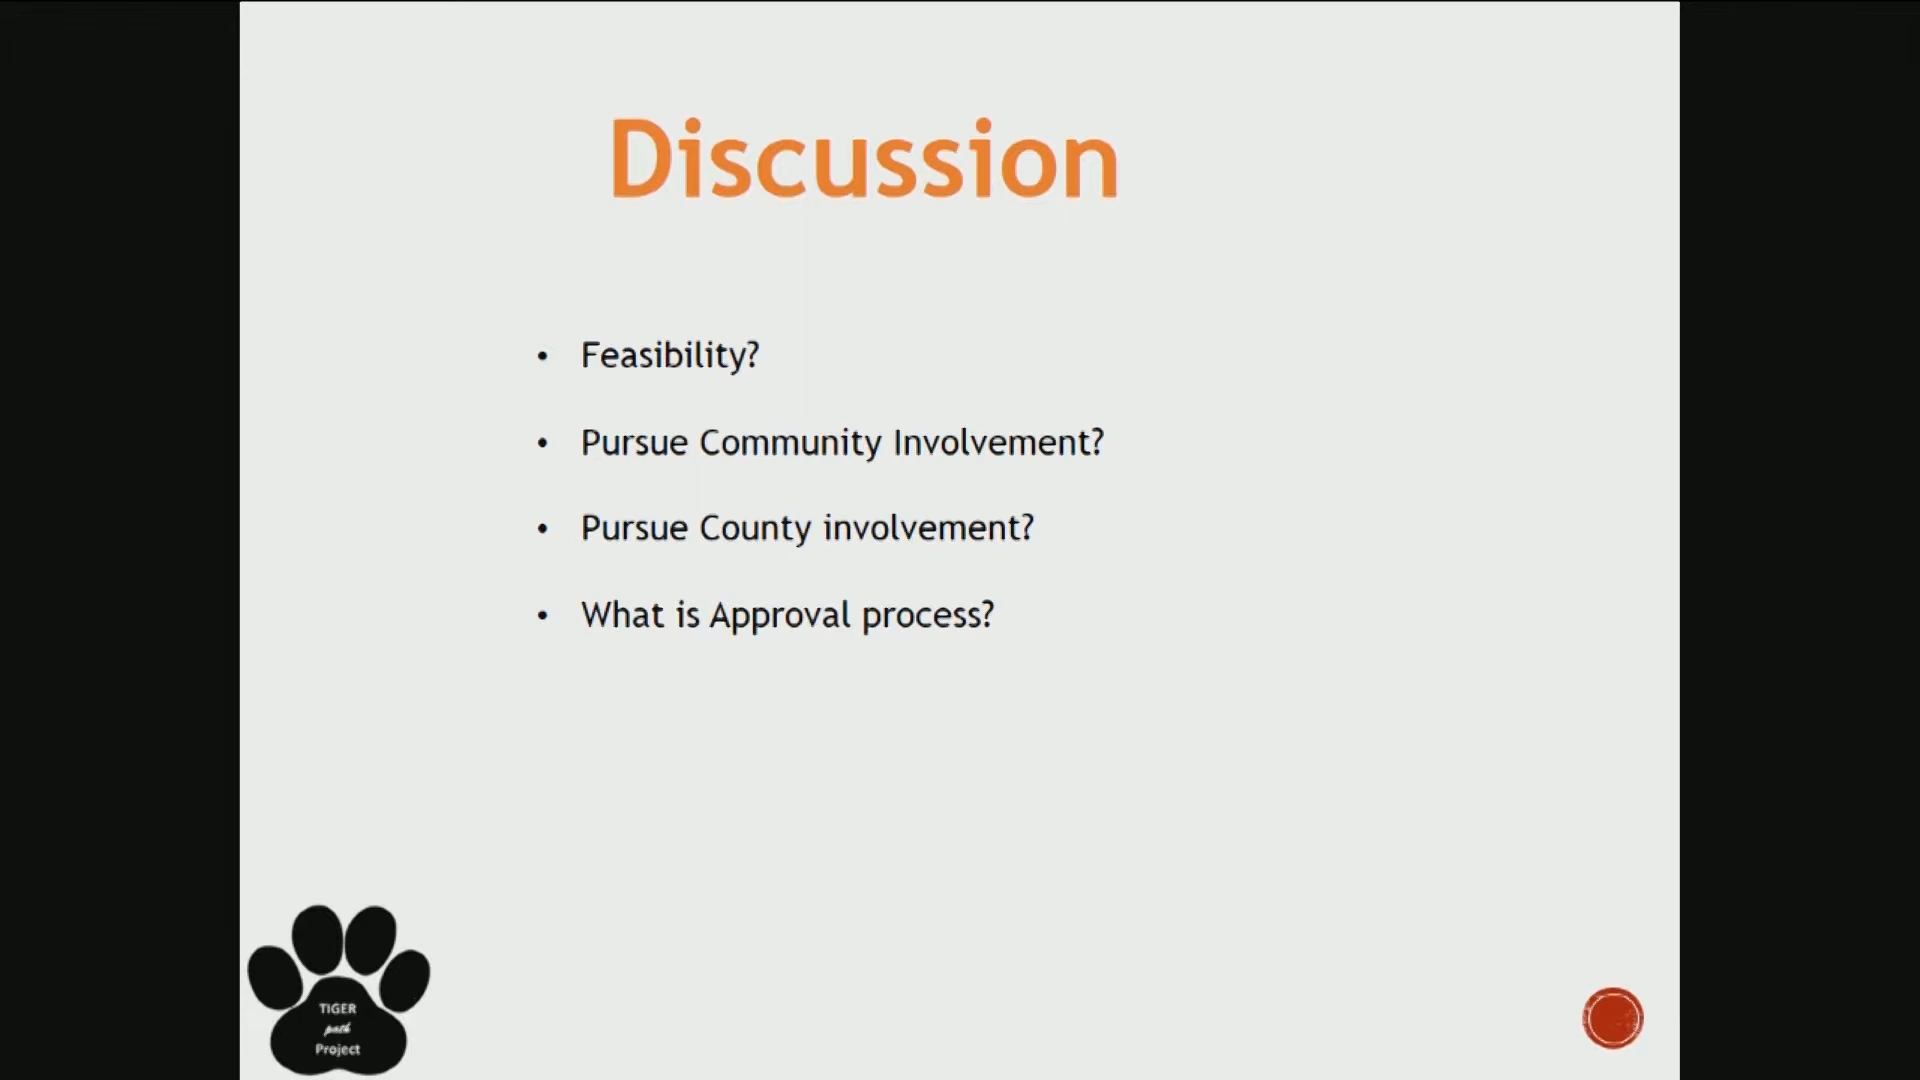 Discussion
• Feasibility?
• Pursue Community Involvement?
• Pursue County involvement?
• What is Approval process?
TIGER
path
Project